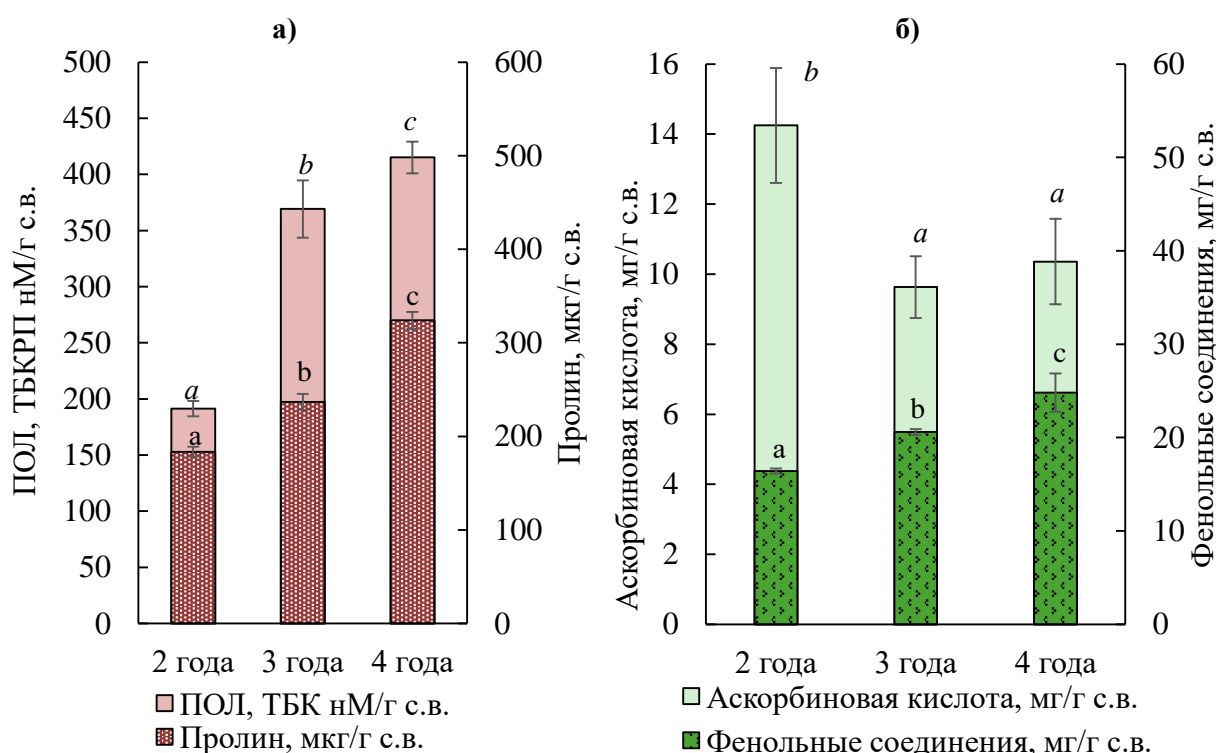 а)
500
450
400
350
300
250
200
150
100
50
0
ПОЛ, ТБКРП нМ/г с.в.
600
500
400
300
200
100
0
Пролин, мкг/г с.в.
a
a
b
b
c
c
2 года
3 года
4 года
ПОЛ, ТБК нМ/г с.в.
Пролин, мкг/г с.в.
б)
16
14
12
10
8
6
4
2
0
Аскорбиновая кислота, мг/г с.в.
60
50
40
30
20
10
0
Фенольные соединения, мг/г с.в.
b
a
a
b
a
c
2 года
3 года
4 года
Аскорбиновая кислота, мг/г с.в.
Фенольные соединения, мг/г с.в.